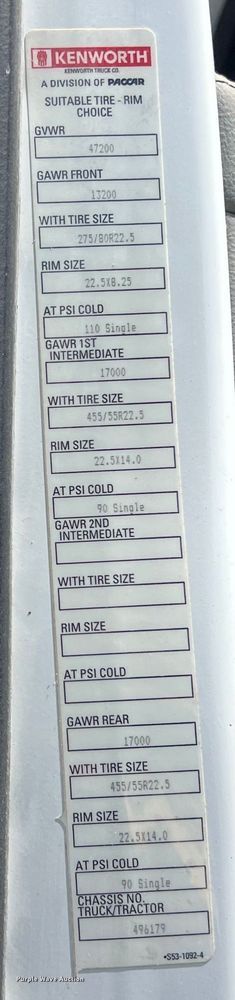 KENWORTH
KENWORTH TRUCK CO.
A DIVISION OF PACCAR
SUITABLE TIRE - RIM
CHOICE
GVWR
47200
GAWR FRONT
13200
WITH TIRE SIZE
275/80R22.5
RIM SIZE
22.5X8.25
AT PSI COLD
110 Single
GAWR 1ST
INTERMEDIATE
17000
WITH TIRE SIZE
455/55R22.5
RIM SIZE
22.5X14.0
AT PSI COLD
90 Single
GAWR 2ND
INTERMEDIATE
WITH TIRE SIZE
RIM SIZE
AT PSI COLD
GAWR REAR
17000
WITH TIRE SIZE
455/55R22.5
RIM SIZE
22.5X14.0
AT PSI COLD
90 Single
CHASSIS NO.
TRUCK/TRACTOR
496179
•S53-1092-4
Purple Wave Auction